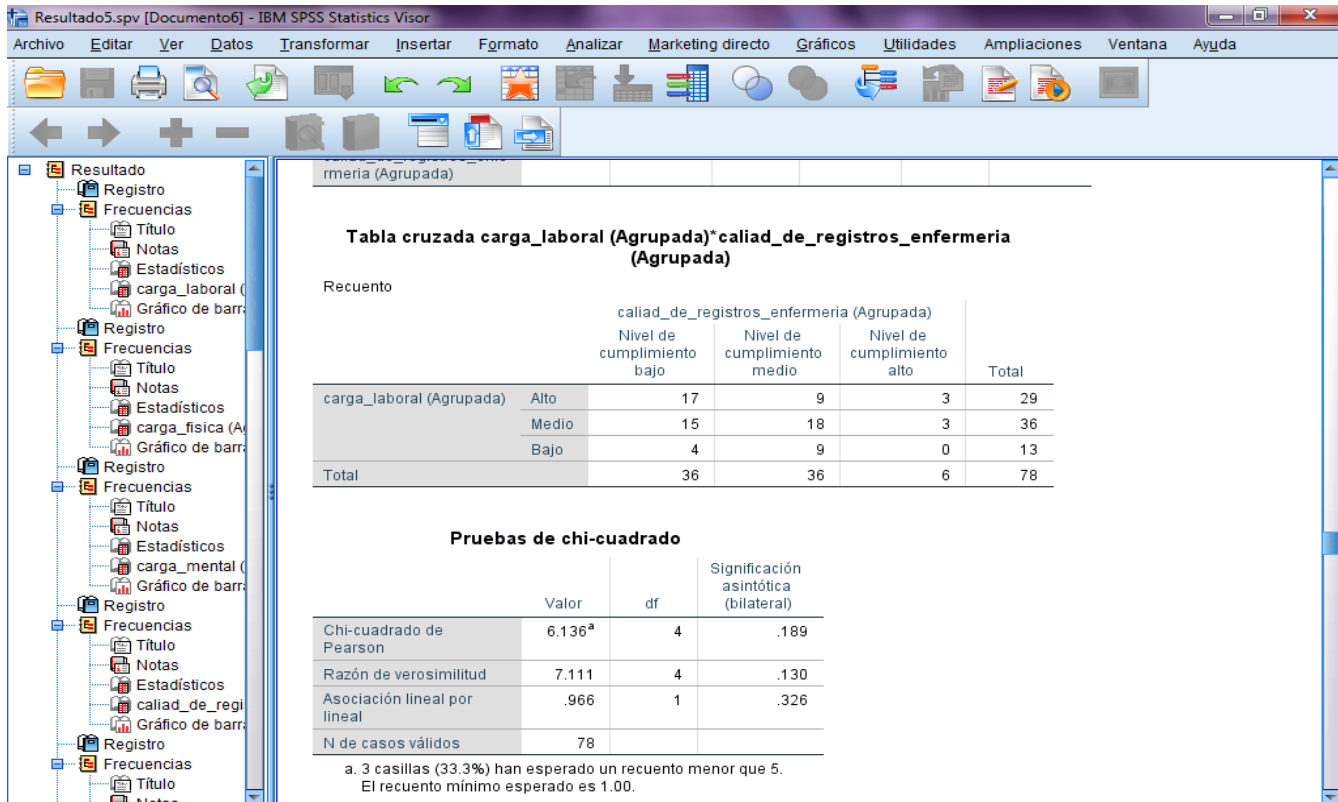 Resultado5.spv [Documento6] - IBM SPSS Statistics Visor
Archivo Editar Ver Datos Transformar Insertar Formato Analizar Marketing directo Gráficos Utilidades Ampliaciones Ventana Ayuda
Resultado
Registro
Frecuencias
Título
Notas
Estadísticos
carga_laboral (
Gráfico de barra
Registro
Frecuencias
Título
Notas
Estadísticos
carga_fisica (A
Gráfico de barra
Registro
Frecuencias
Título
Notas
Estadísticos
carga_mental (
Gráfico de barra
Registro
Frecuencias
Título
Notas
Estadísticos
caliad_de_regi
Gráfico de barra
Registro
Frecuencias
Título
Notas
rmeria (Agrupada)
Tabla cruzada carga_laboral (Agrupada)*caliad_de_registros_enfermeria
(Agrupada)
Recuento
caliad_de_registros_enfermeria (Agrupada)
Nivel de cumplimiento bajo Nivel de cumplimiento medio Nivel de cumplimiento alto Total
carga_laboral (Agrupada) Alto 17 9 3 29
Medio 15 18 3 36
Bajo 4 9 0 13
Total 36 36 6 78
Pruebas de chi-cuadrado
Valor df Significación asintótica (bilateral)
Chi-cuadrado de Pearson 6.136a 4 .189
Razón de verosimilitud 7.111 4 .130
Asociación lineal por lineal .966 1 .326
N de casos válidos 78
a. 3 casillas (33.3%) han esperado un recuento menor que 5.
El recuento mínimo esperado es 1.00.